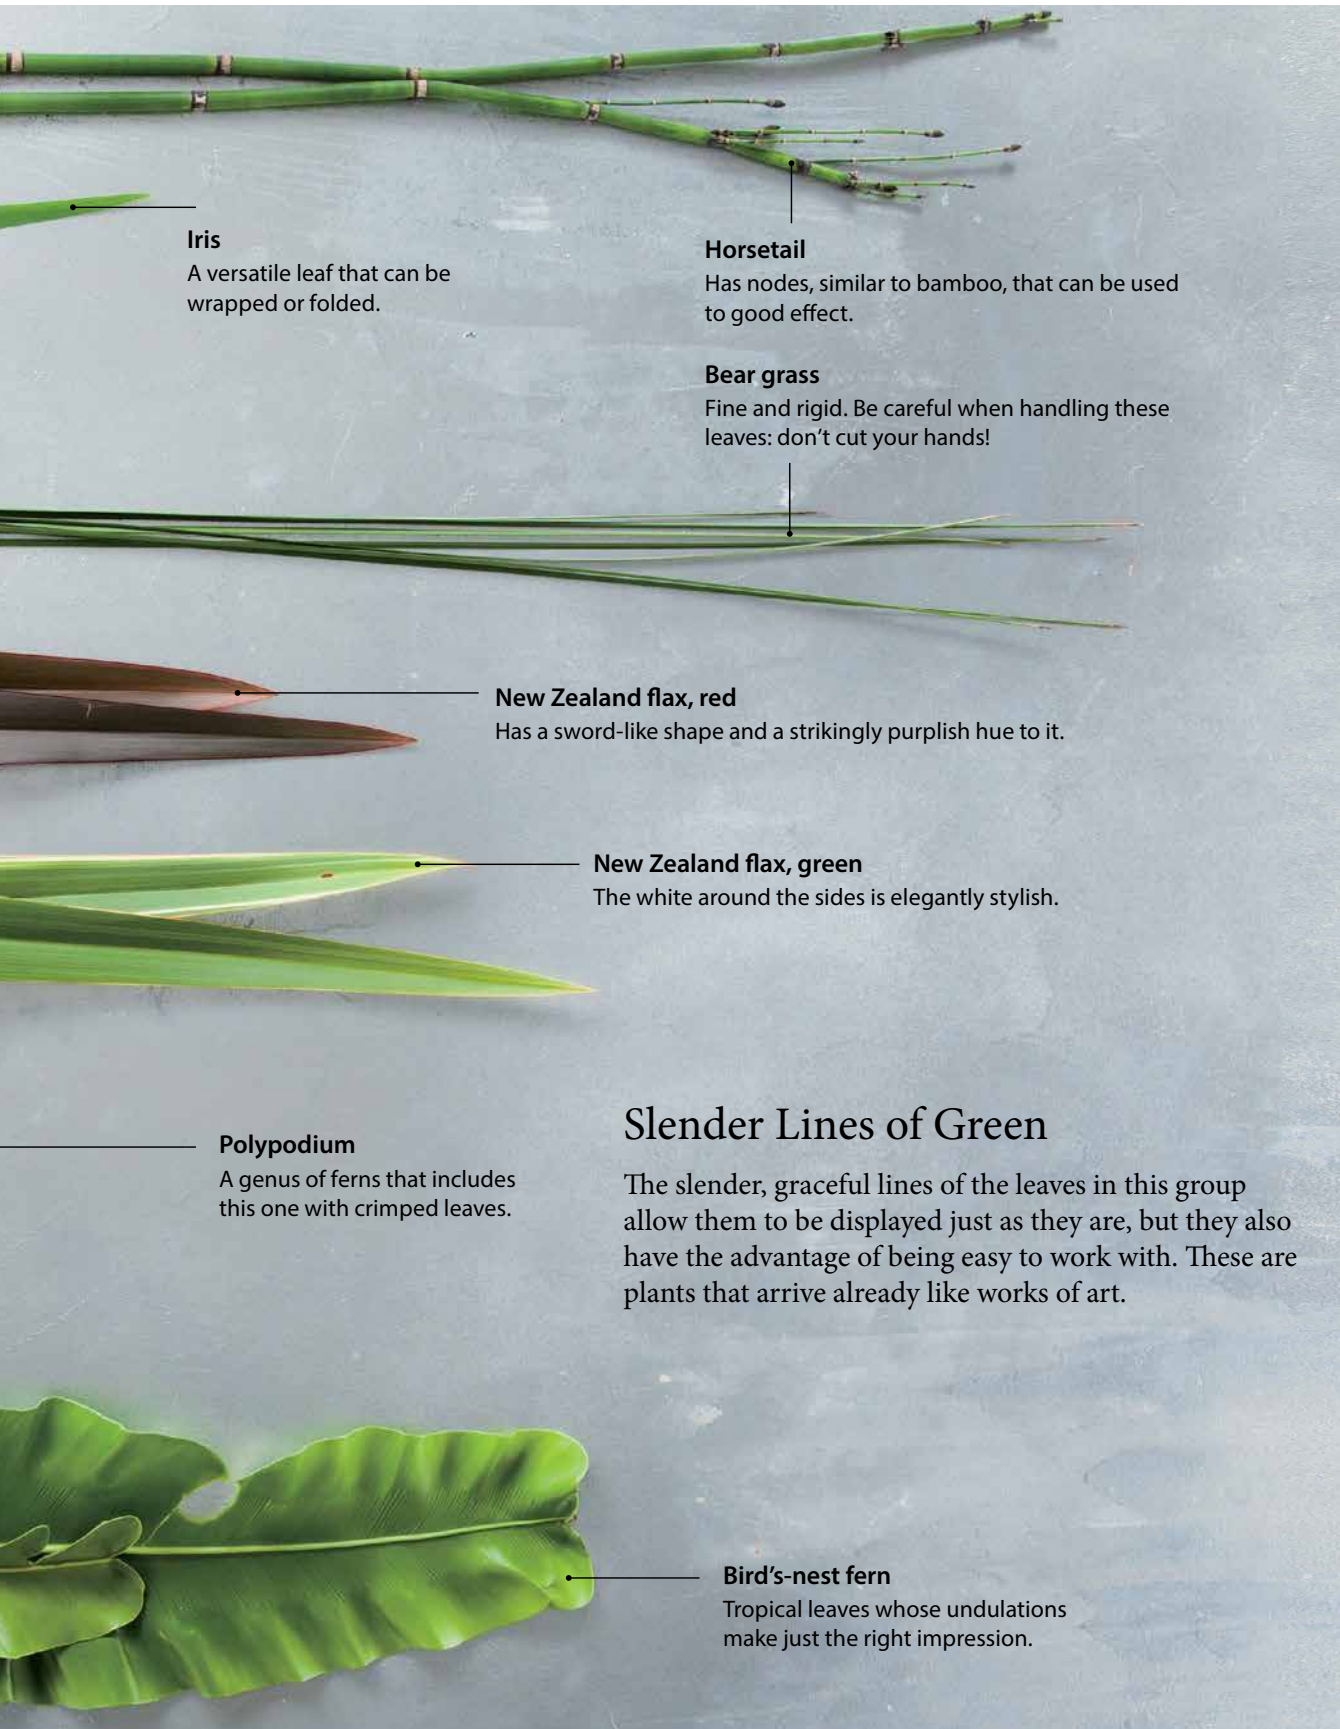 Iris
A versatile leaf that can be
wrapped or folded.
Horsetail
Has nodes, similar to bamboo, that can be used
to good effect.
Bear grass
Fine and rigid. Be careful when handling these
leaves: don’t cut your hands!
New Zealand flax, red
Has a sword-like shape and a strikingly purplish hue to it.
New Zealand flax, green
The white around the sides is elegantly stylish.
Polypodium
A genus of ferns that includes
this one with crimped leaves.
Slender Lines of Green
The slender, graceful lines of the leaves in this group
allow them to be displayed just as they are, but they also
have the advantage of being easy to work with. These are
plants that arrive already like works of art.
Bird’s-nest fern
Tropical leaves whose undulations
make just the right impression.